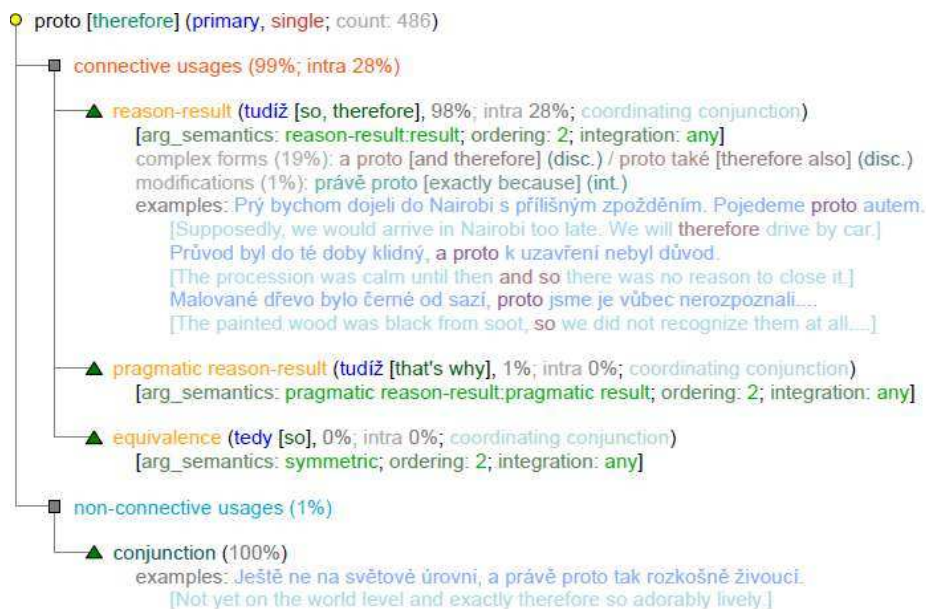 proto [therefore] (primary, single; count: 486)
connective usages (99%; intra 28%)
reason-result (tudíž [so, therefore], 98%; intra 28%; coordinating conjunction)
[arg_semantics: reason-result:result; ordering: 2; integration: any]
complex forms (19%): a proto [and therefore] (disc.) / proto také [therefore also] (disc.)
modifications (1%): právě proto [exactly because] (int.)
examples: Prý bychom dojeli do Nairobi s přílišným zpožděním. Pojedeme proto autem.
[Supposedly, we would arrive in Nairobi too late. We will therefore drive by car.]
Průvod byl do té doby klidný, a proto k uzavření nebyl důvod.
[The procession was calm until then and so there was no reason to close it.]
Malované dřevo bylo černé od sazí, proto jsme je vůbec nerozpoznali....
[The painted wood was black from soot, so we did not recognize them at all....]
pragmatic reason-result (tudíž [that's why], 1%; intra 0%; coordinating conjunction)
[arg_semantics: pragmatic reason-result:pragmatic result; ordering: 2; integration: any]
equivalence (tedy [so], 0%; intra 0%; coordinating conjunction)
[arg_semantics: symmetric; ordering: 2; integration: any]
non-connective usages (1%)
conjunction (100%)
examples: Ještě ne na světové úrovni, a právě proto tak rozkošně živoucí.
[Not yet on the world level and exactly therefore so adorably lively.]